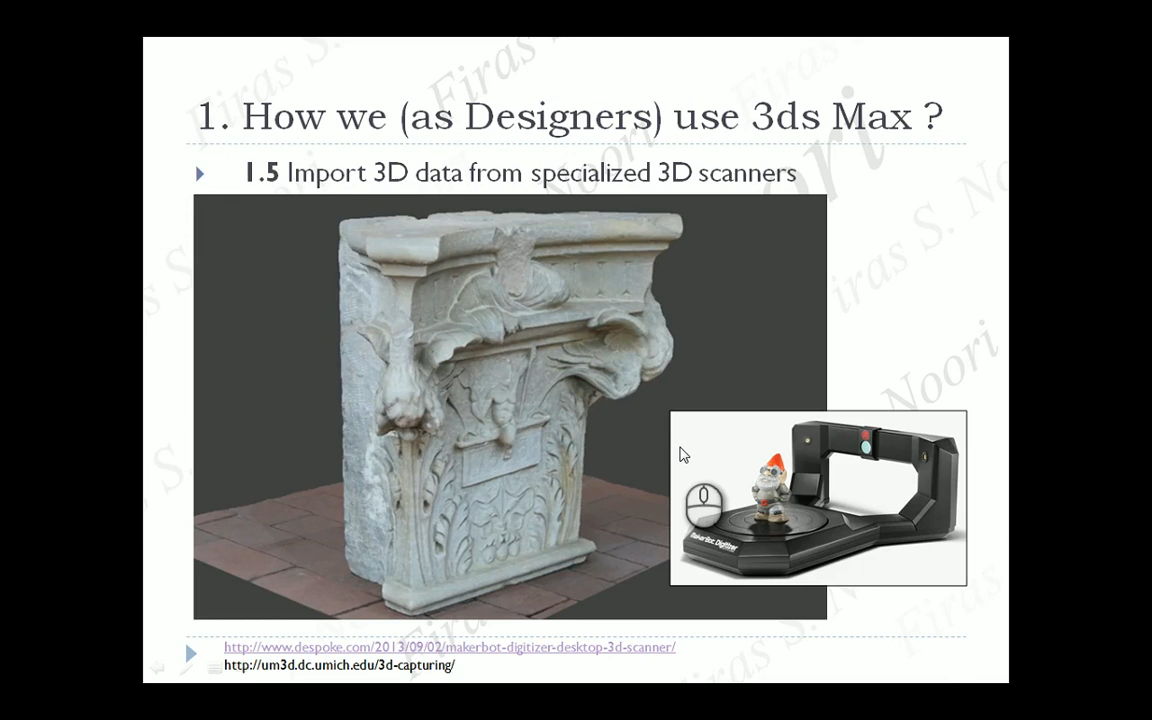 1. How we (as Designers) use 3ds Max ?
1.5 Import 3D data from specialized 3D scanners
MakerBot Digitizer
http://www.despoke.com/2013/09/02/makerbot-digitizer-desktop-3d-scanner/
http://um3d.dc.umich.edu/3d-capturing/
Firas S. Noori